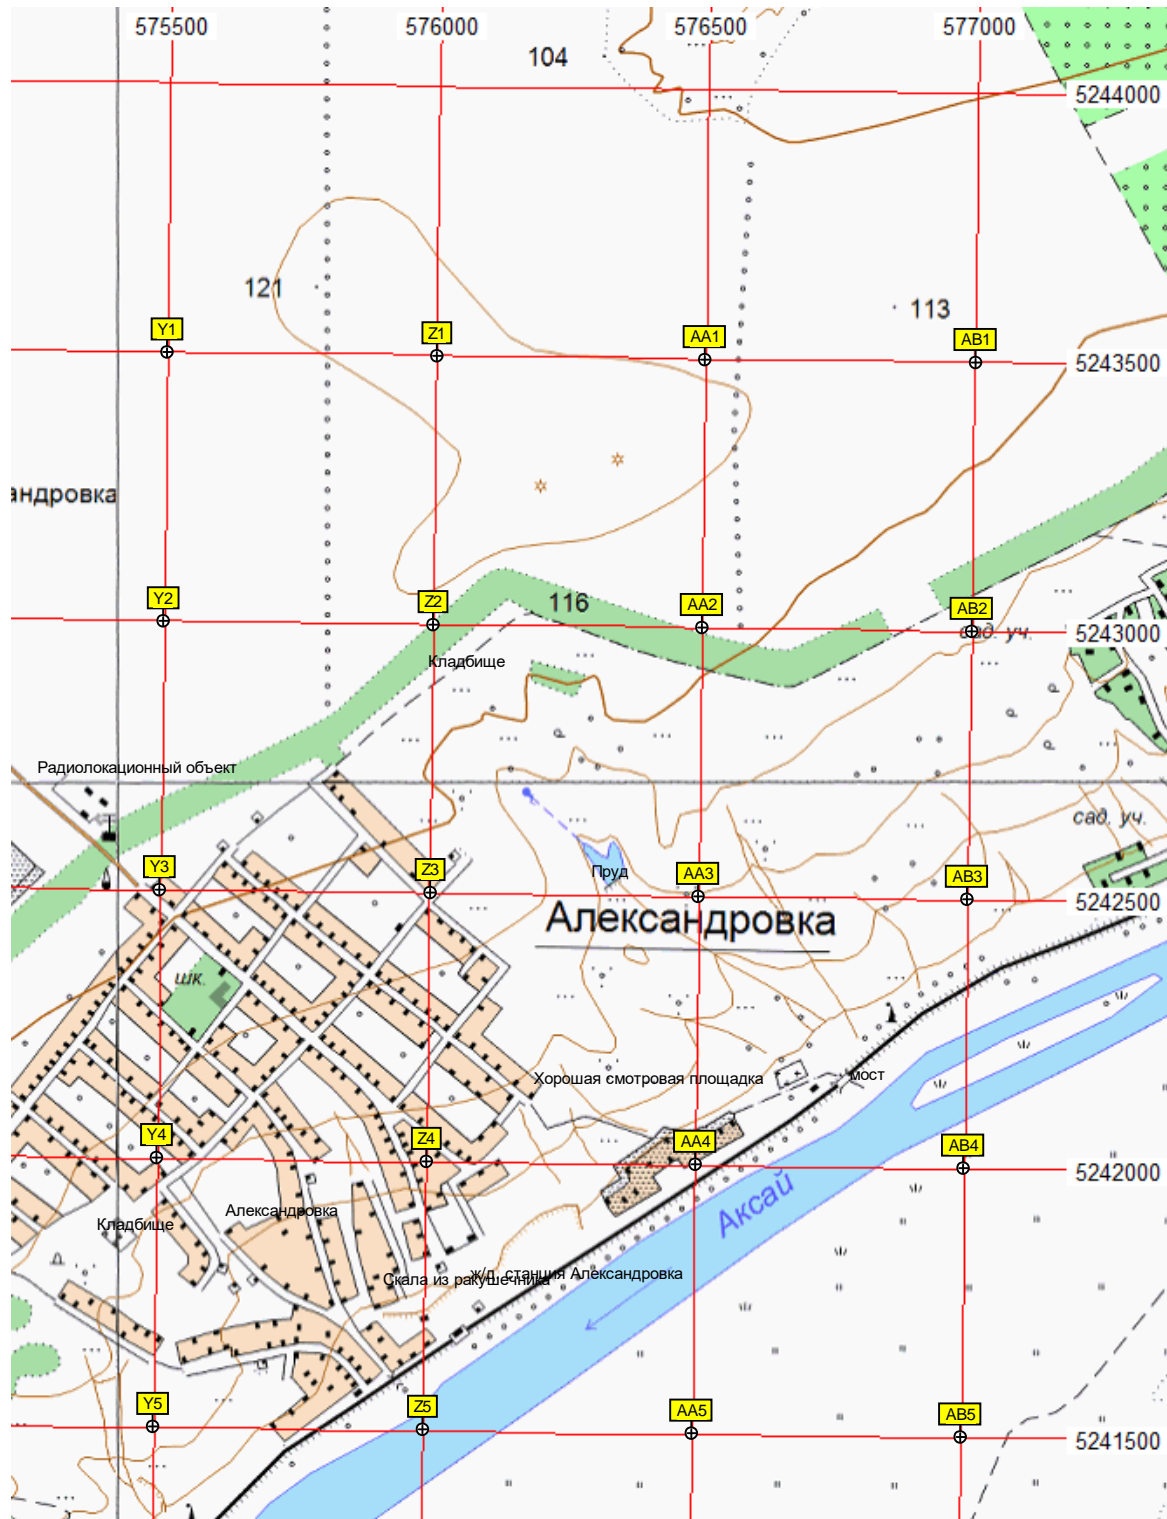 575500 576000 576500 577000
104
5244000
121
113
Y1 Z1 AA1 AB1
5243500
андровка
Y2 Z2 116 AA2 AB2
сад. уч.
5243000
Кладбище
Радиолокационный объект
сад. уч.
Y3 Z3 Пруд AA3 AB3
5242500
Александровка
шк.
Хорошая смотровая площадка
мост
Y4 Z4 AA4 AB4
5242000
Аксай
Александровка
Кладбище
Скала из ракушечника
ж/д. станция Александровка
Y5 Z5 AA5 AB5
5241500